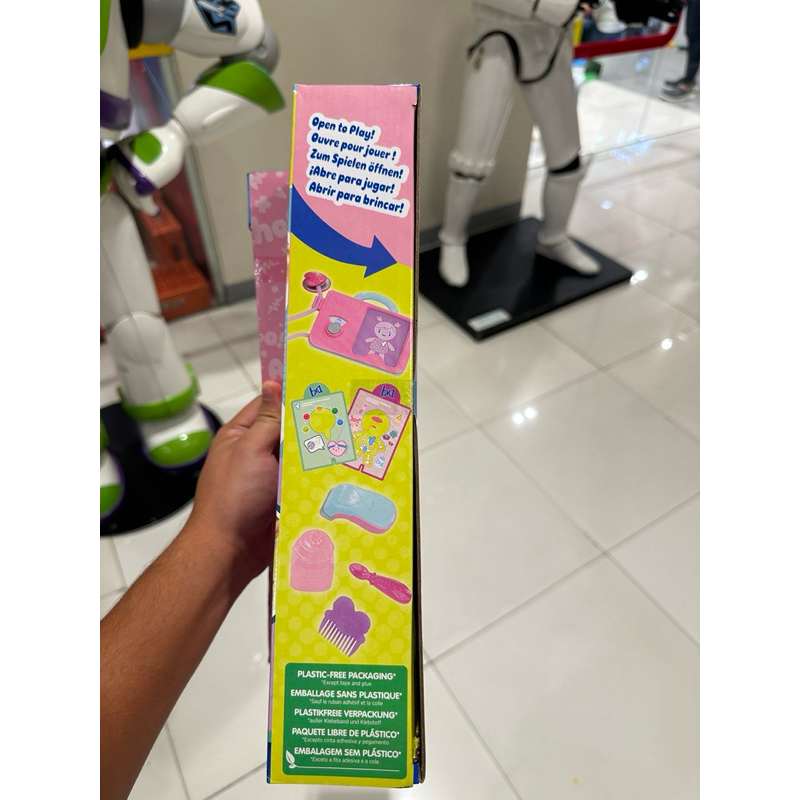 Open to Play!
Ouvre pour jouer !
Zum Spielen öffnen!
¡Abre para jugar!
Abrir para brincar!
PLASTIC-FREE PACKAGING*
*Except tape and glue
EMBALLAGE SANS PLASTIQUE*
*Sauf le ruban adhésif et la colle
PLASTIKFREIE VERPACKUNG*
*außer Klebeband und Klebstoff
PAQUETE LIBRE DE PLÁSTICO*
*Excepto cinta adhesiva y pegamento
EMBALAGEM SEM PLÁSTICO*
*Exceto a fita adesiva e a cola